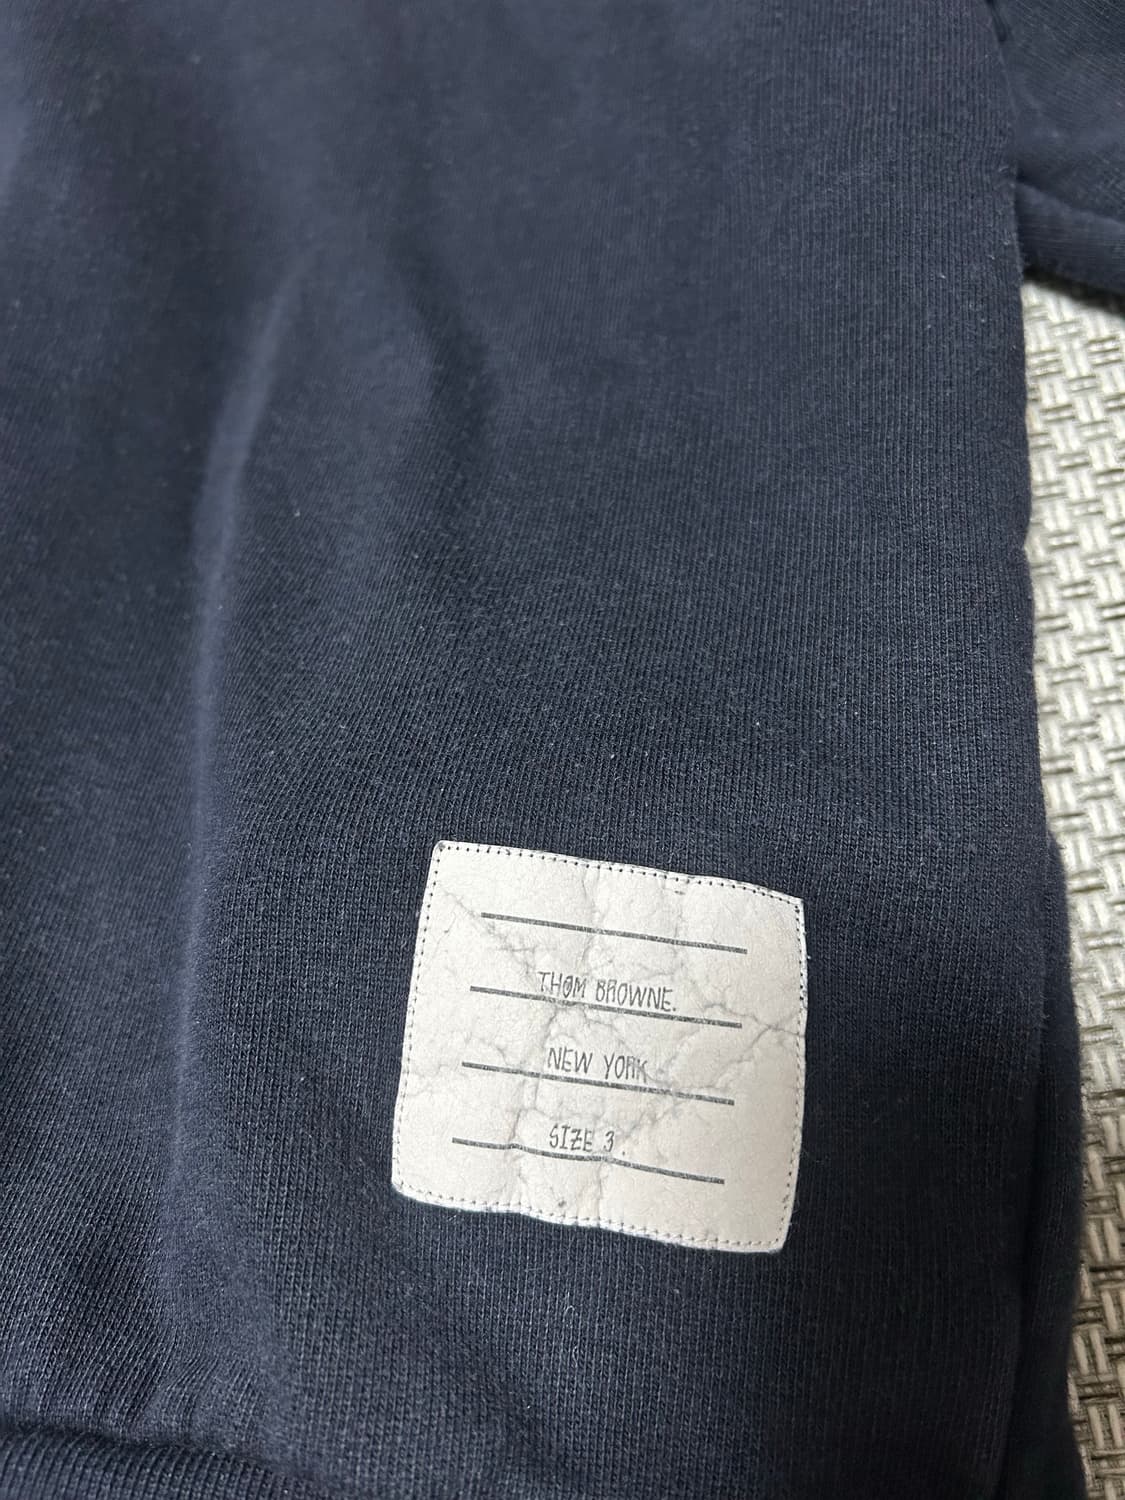 THOM BROWNE.
NEW YORK
SIZE 3.